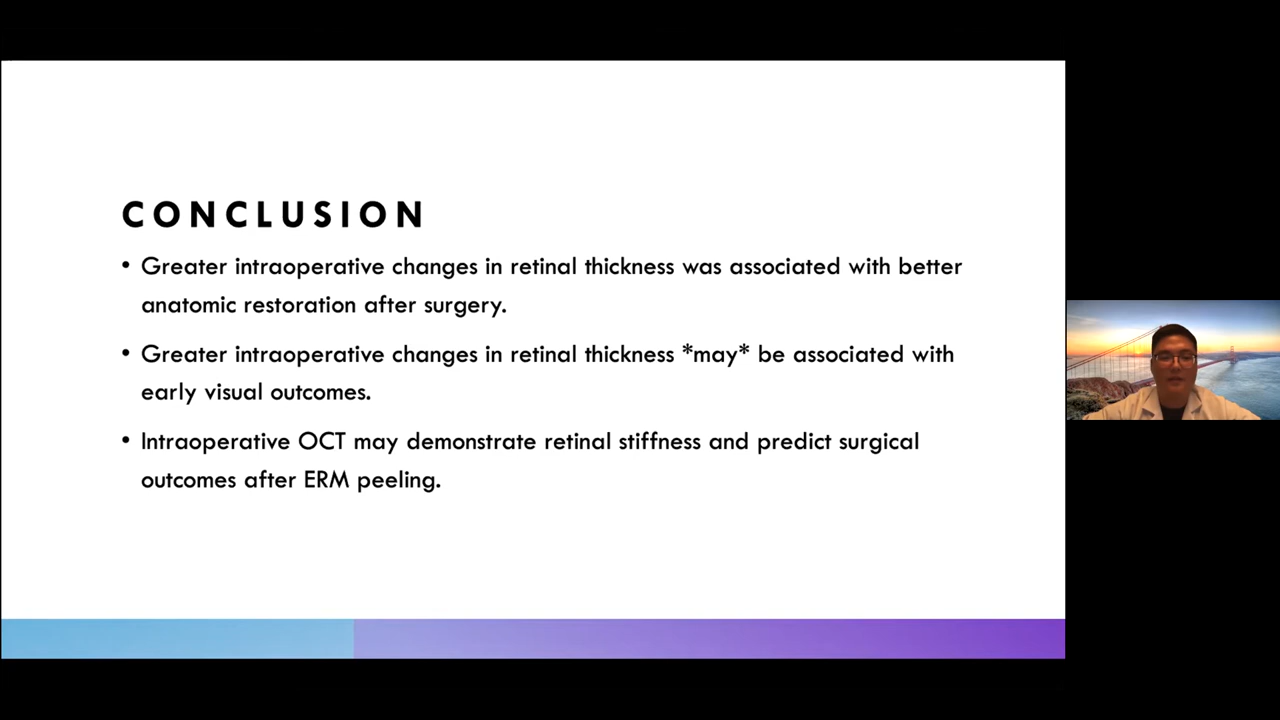 CONCLUSION
• Greater intraoperative changes in retinal thickness was associated with better
anatomic restoration after surgery.
• Greater intraoperative changes in retinal thickness *may* be associated with
early visual outcomes.
• Intraoperative OCT may demonstrate retinal stiffness and predict surgical
outcomes after ERM peeling.